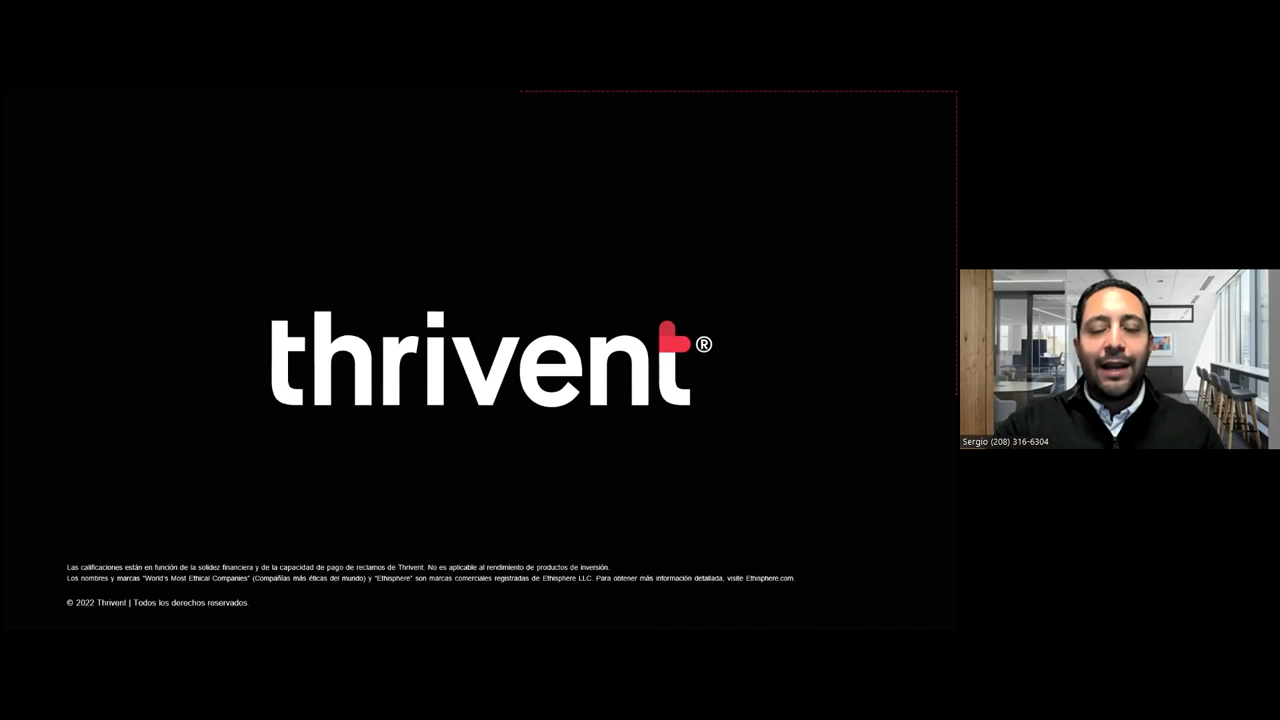 thrivent®
Las calificaciones están en función de la solidez financiera y de la capacidad de pago de reclamos de Thrivent. No es aplicable al rendimiento de productos de inversión.
Los nombres y marcas "World's Most Ethical Companies" (Compañías más éticas del mundo) y "Ethisphere" son marcas comerciales registradas de Ethisphere LLC. Para obtener más información detallada, visite Ethisphere.com.
© 2022 Thrivent | Todos los derechos reservados.
Sergio (208) 316-6304